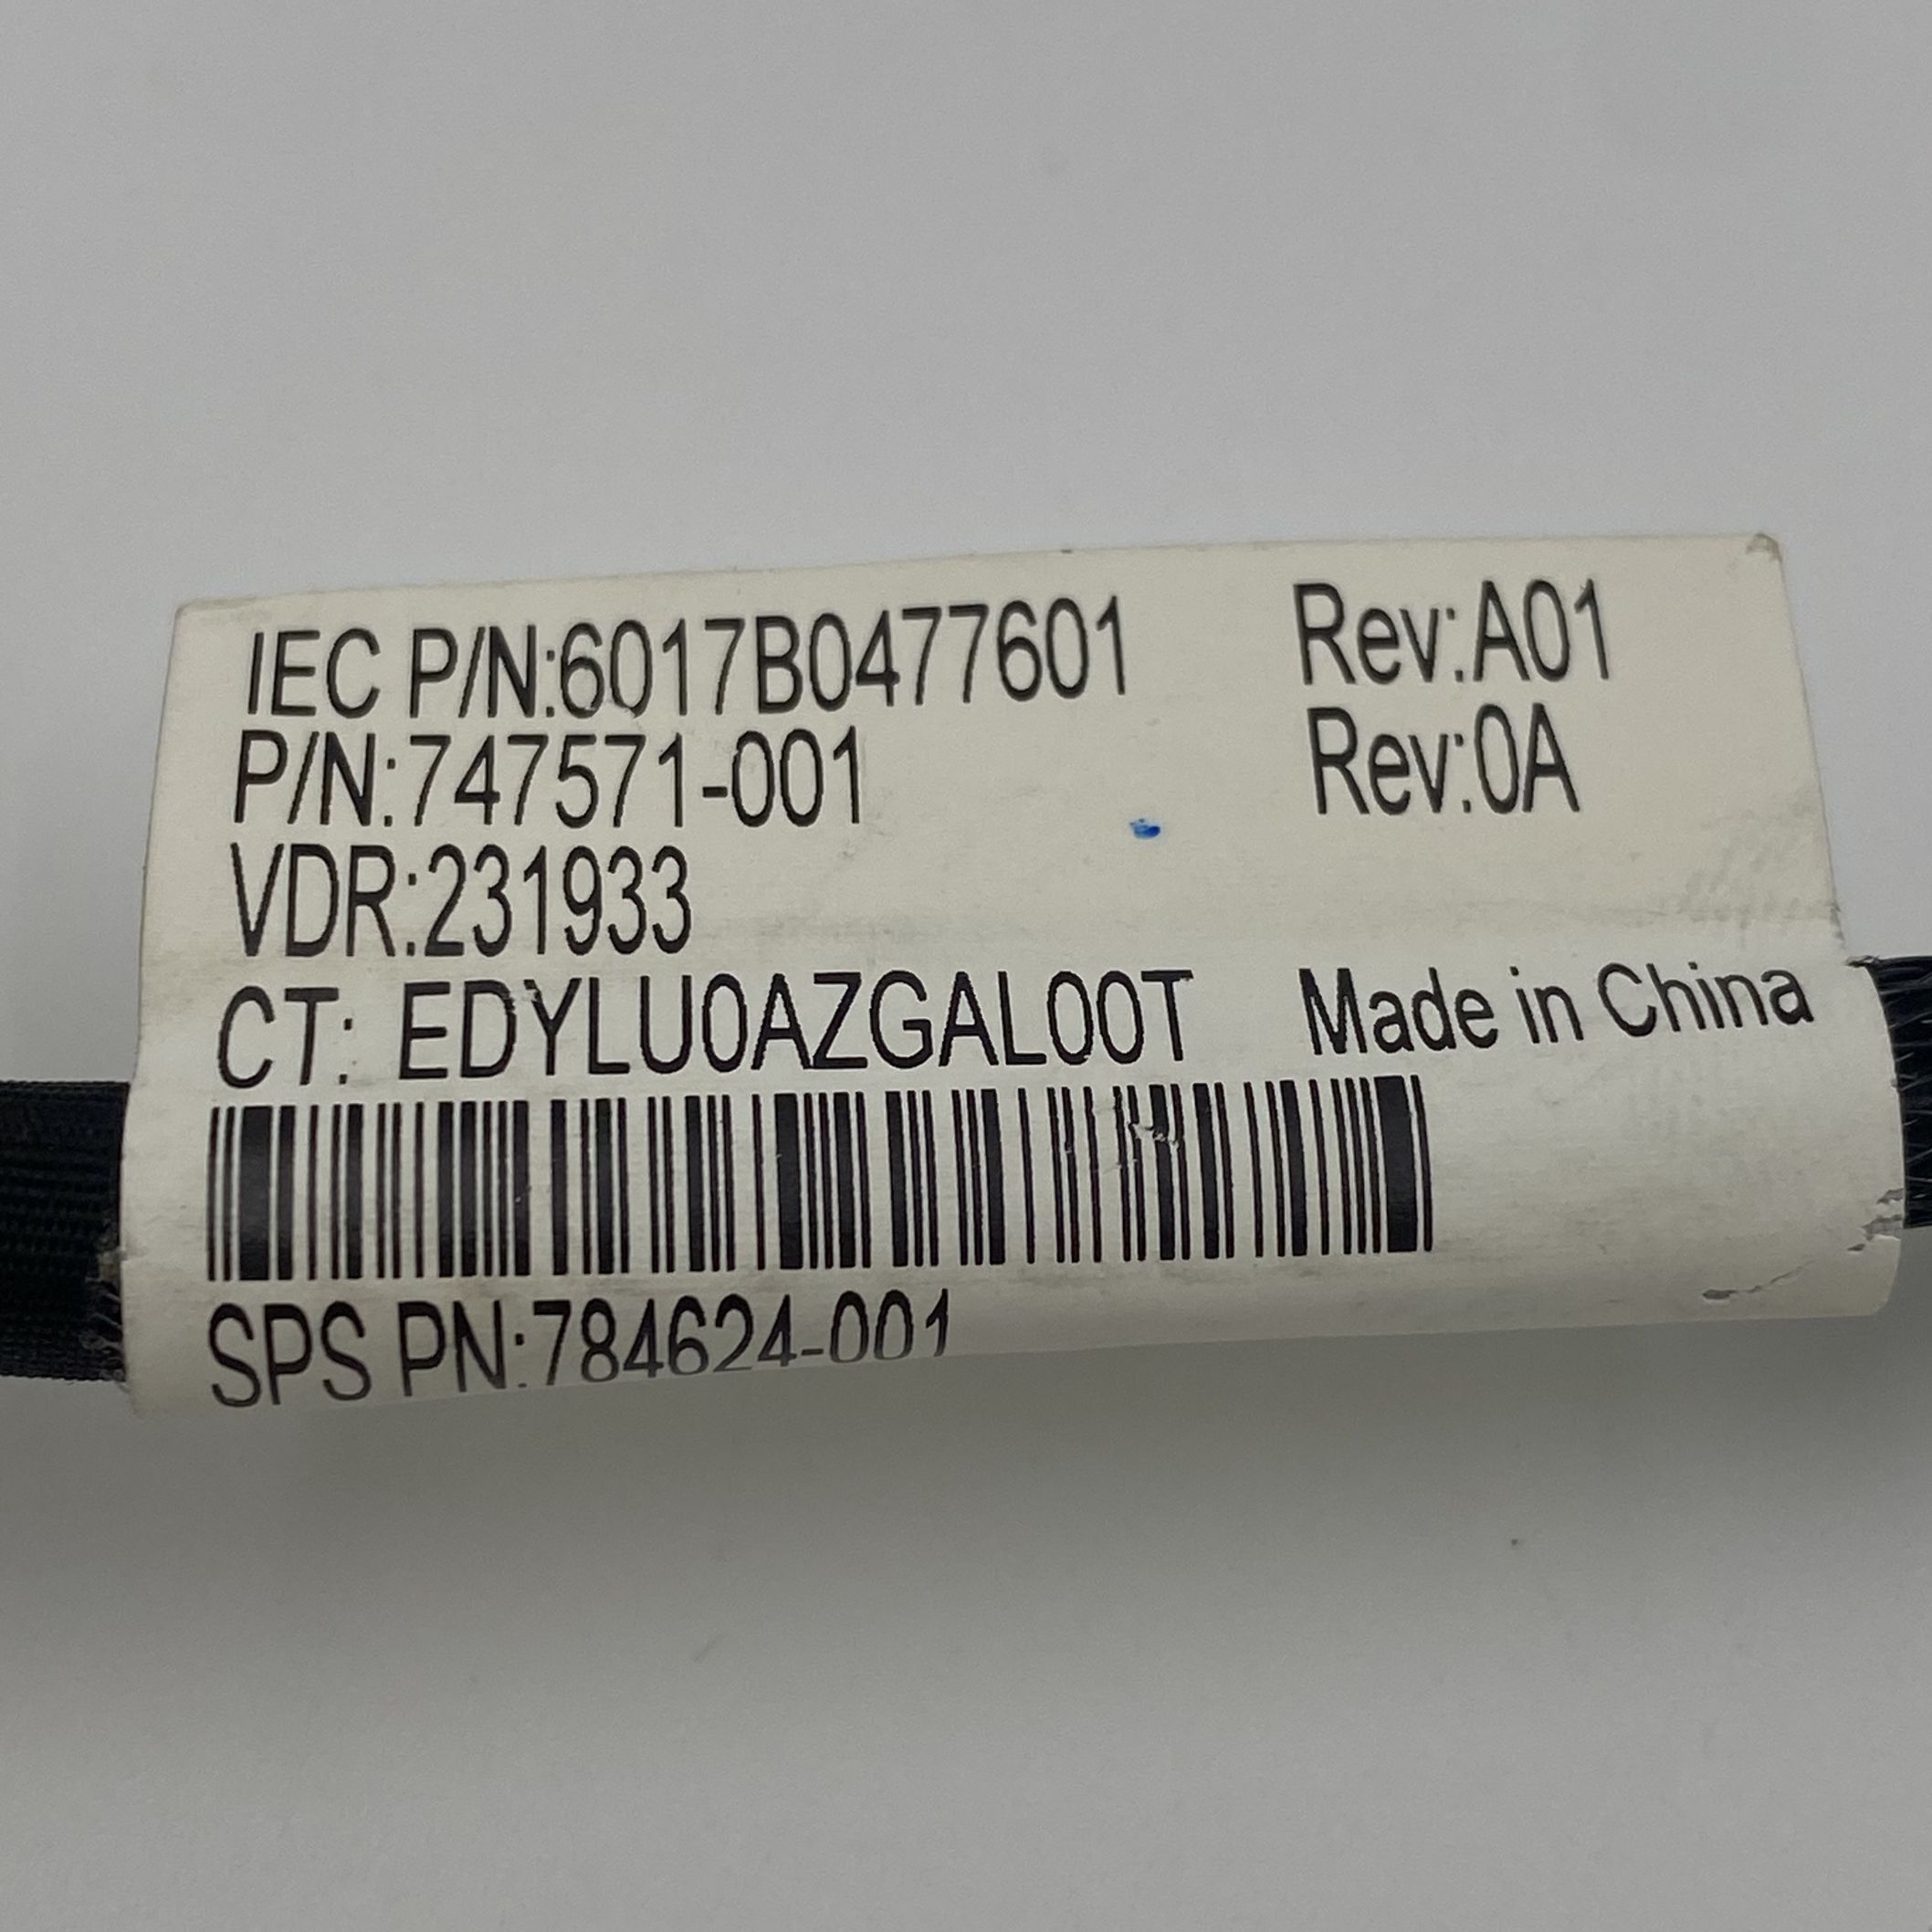 IEC P/N:6017B0477601 Rev:A01
P/N:747571-001 Rev:0A
VDR:231933
CT: EDYLU0AZGAL00T Made in China
SPS PN:784624-001